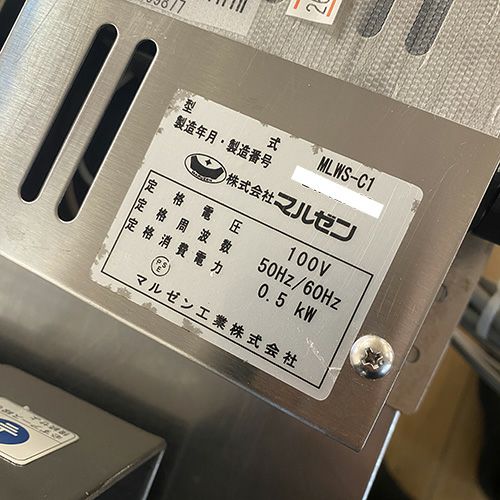 型式 MLWS-C1
製造年月・製造番号
株式会社マルゼン
定格電圧 100V
定格周波数 50Hz/60Hz
定格消費電力 0.5 kW
PSE
マルゼン工業株式会社